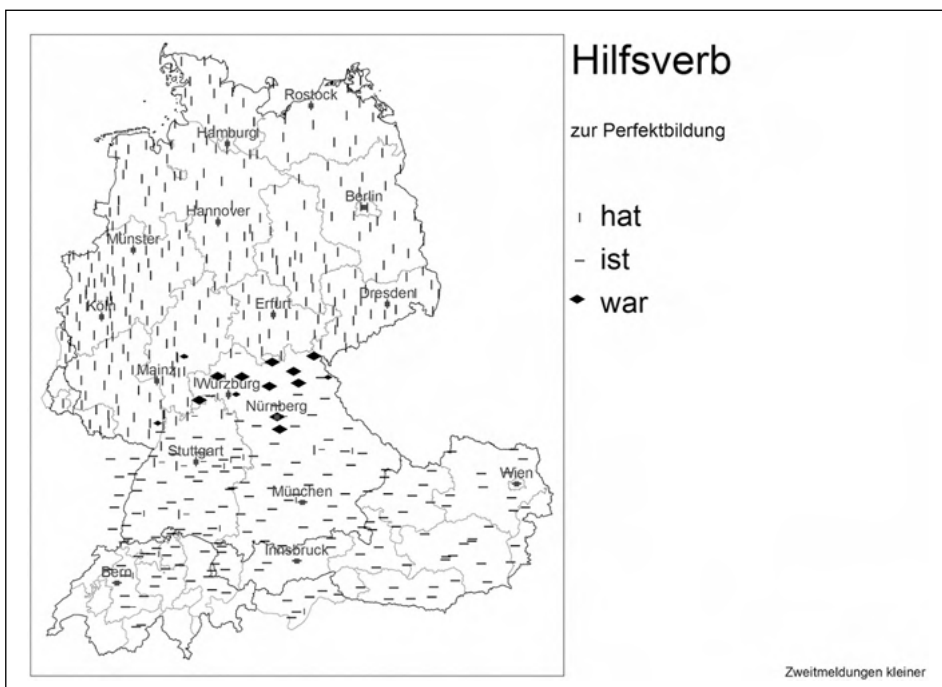 Hilfsverb
zur Perfektbildung
hat
ist
war
Rostock
Hamburg
Berlin
Hannover
Münster
Köln
Erfurt
Dresden
Mainz
Würzburg
Nürnberg
Stuttgart
Wien
München
Innsbruck
Bern
Zweitmeldungen kleiner